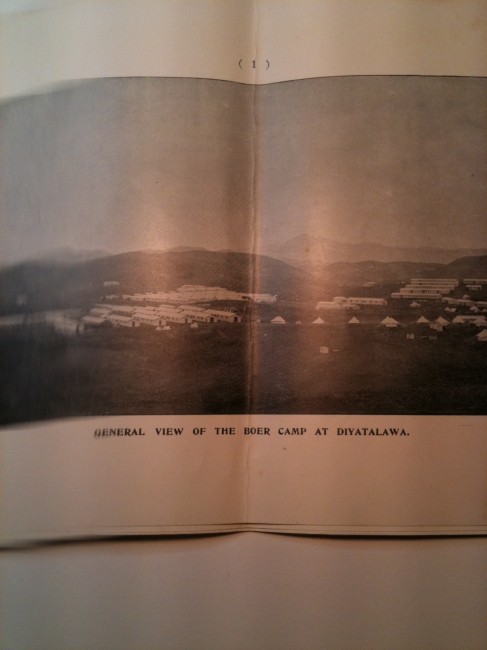 ( 1 )
GENERAL VIEW OF THE BOER CAMP AT DIYATALAWA.